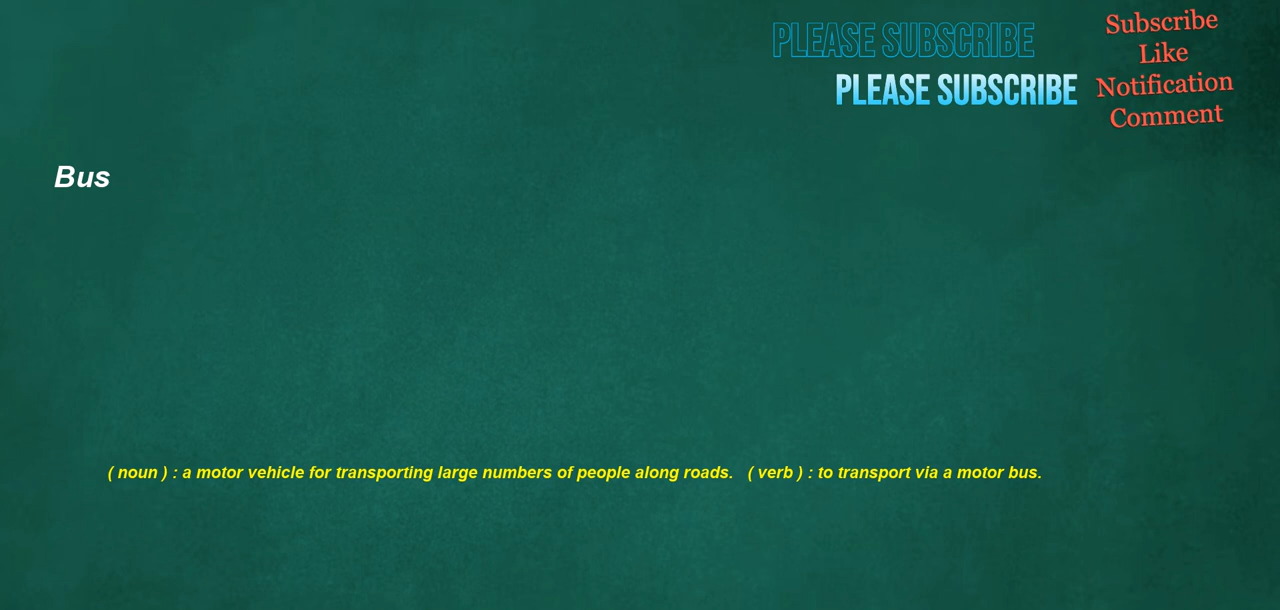 PLEASE SUBSCRIBE
PLEASE SUBSCRIBE
Subscribe
Like
Notification
Comment
Bus
( noun ) : a motor vehicle for transporting large numbers of people along roads.   ( verb ) : to transport via a motor bus.